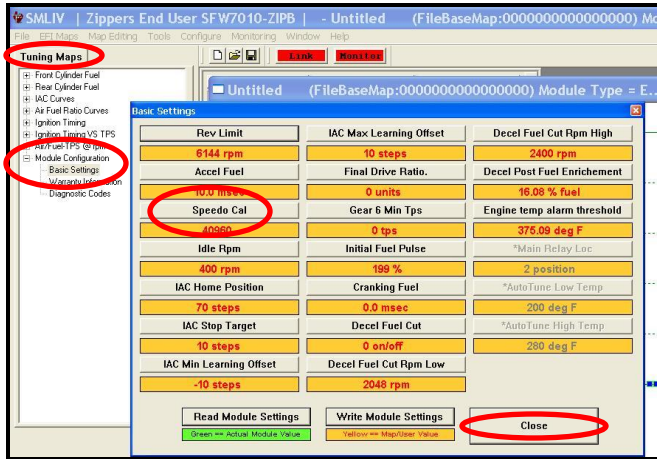 SMLIV | Zippers End User SFW7010-ZIPB | - Untitled (FileBaseMap:0000000000000000) Mo
File EFI Maps Map Editing Tools Configure Monitoring Window Help
Tuning Maps
Link Monitor
Front Cylinder Fuel
Rear Cylinder Fuel
IAC Curves
Air Fuel Ratio Curves
Ignition Timing
Ignition Timing VS TPS
Air/Fuel-TPS @ rpm
Module Configuration
Basic Settings
Warranty Information
Diagnostic Codes
Untitled (FileBaseMap:0000000000000000) Module Type = E...
Basic Settings
Rev Limit IAC Max Learning Offset Decel Fuel Cut Rpm High
6144 rpm 10 steps 2400 rpm
Accel Fuel Final Drive Ratio. Decel Post Fuel Enrichement
10.0 msec 0 units 16.08 % fuel
Speedo Cal Gear 6 Min Tps Engine temp alarm threshold
40960 0 tps 375.09 deg F
Idle Rpm Initial Fuel Pulse *Main Relay Loc
400 rpm 199 % 2 position
IAC Home Position Cranking Fuel *AutoTune Low Temp
70 steps 0.0 msec 200 deg F
IAC Stop Target Decel Fuel Cut *AutoTune High Temp
10 steps 0 on/off 280 deg F
IAC Min Learning Offset Decel Fuel Cut Rpm Low
-10 steps 2048 rpm
Read Module Settings Write Module Settings Close
Green == Actual Module Value Yellow == Map/User Value